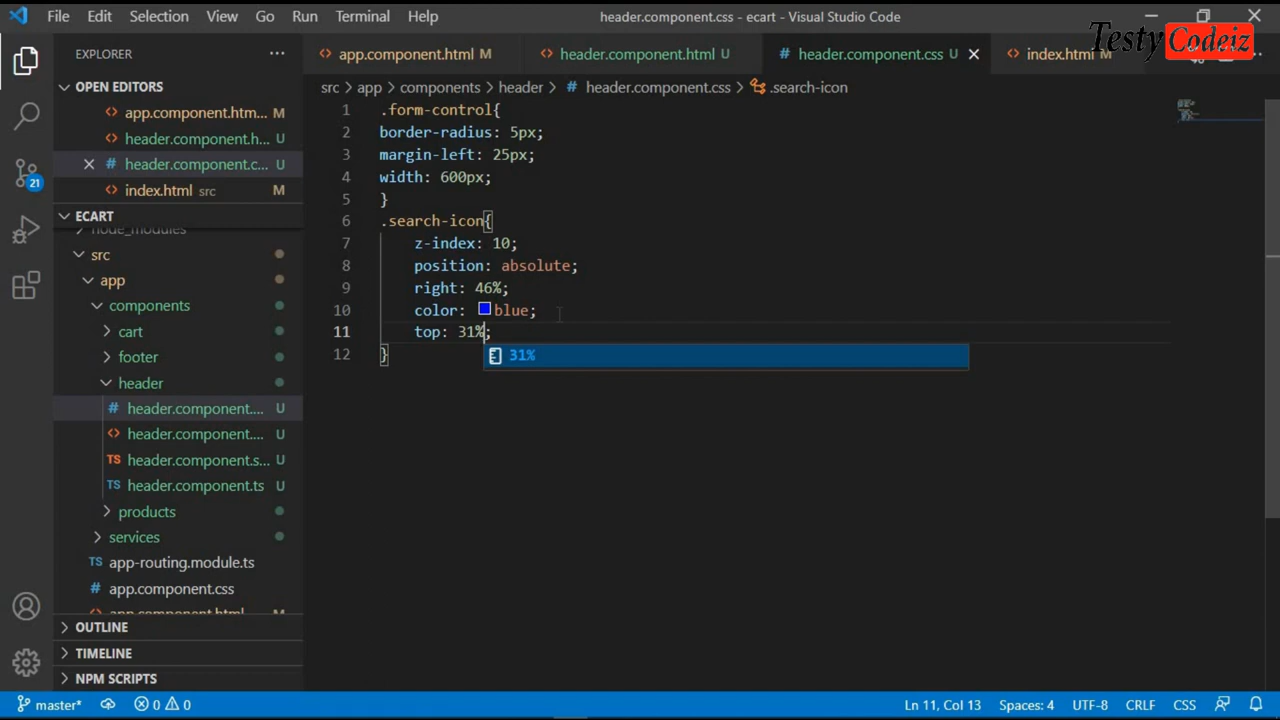 File Edit Selection View Go Run Terminal Help
header.component.css - ecart - Visual Studio Code
Testy Codeiz
EXPLORER
OPEN EDITORS
app.component.htm... M
header.component.h... U
header.component.c... U
index.html src M
ECART
node_modules
src
app
components
cart
footer
header
header.component.... U
header.component.... U
header.component.s... U
header.component.ts U
products
services
app-routing.module.ts
app.component.css
app.component.html
OUTLINE
TIMELINE
NPM SCRIPTS
21
app.component.html M header.component.html U header.component.css U index.html M
src > app > components > header > # header.component.css > .search-icon
1 .form-control{
2 border-radius: 5px;
3 margin-left: 25px;
4 width: 600px;
5 }
6 .search-icon{
7 z-index: 10;
8 position: absolute;
9 right: 46%;
10 color: blue;
11 top: 31%;
31%
12 }
master* 0 0
Ln 11, Col 13 Spaces: 4 UTF-8 CRLF CSS